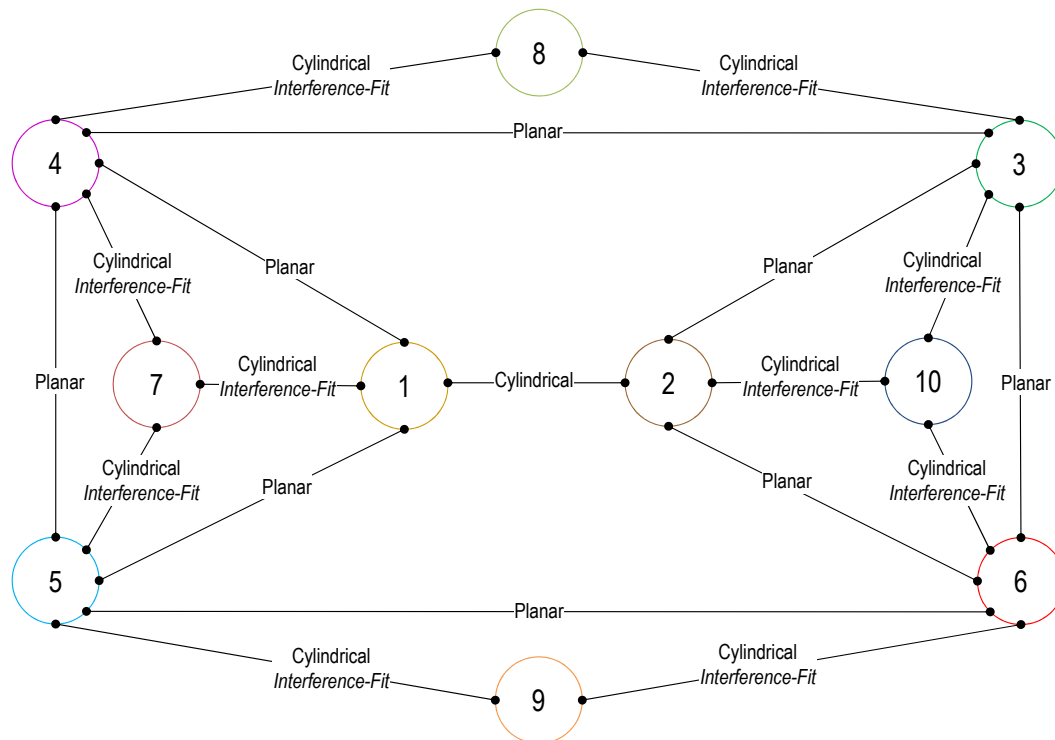 8
Cylindrical
Interference-Fit
Cylindrical
Interference-Fit
Planar
4
3
Planar
Planar
Cylindrical
Interference-Fit
Cylindrical
Interference-Fit
Planar
7
Cylindrical
Interference-Fit
1
Cylindrical
2
Cylindrical
Interference-Fit
10
Planar
Cylindrical
Interference-Fit
Planar
Planar
Cylindrical
Interference-Fit
5
6
Planar
Cylindrical
Interference-Fit
Cylindrical
Interference-Fit
9